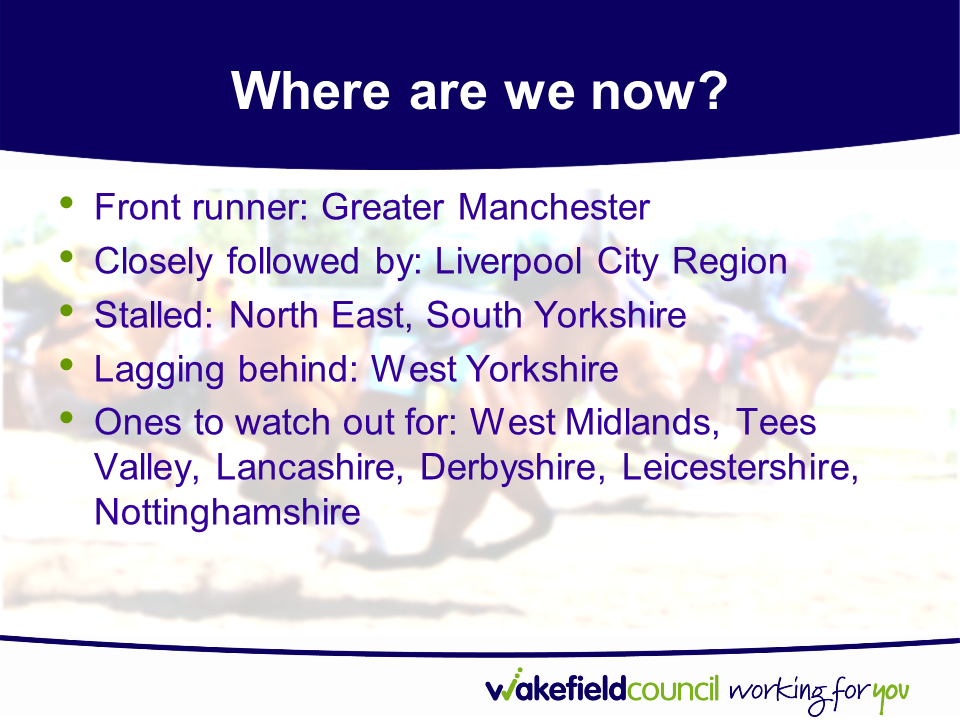 Where are we now?
• Front runner: Greater Manchester
• Closely followed by: Liverpool City Region
• Stalled: North East, South Yorkshire
• Lagging behind: West Yorkshire
• Ones to watch out for: West Midlands, Tees
Valley, Lancashire, Derbyshire, Leicestershire,
Nottinghamshire
wakefieldcouncil working for you